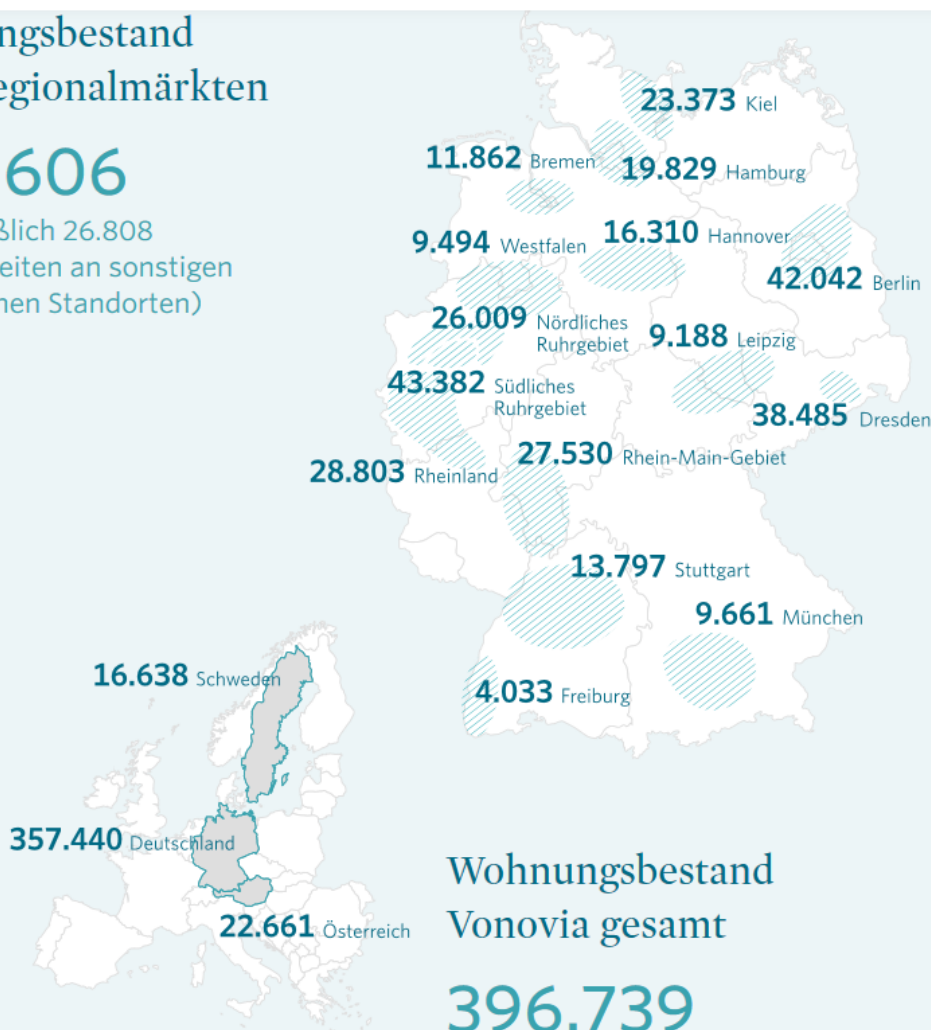 ngsbestand
egionalmärkten
606
ßlich 26.808
eiten an sonstigen
nen Standorten)
23.373 Kiel
11.862 Bremen
19.829 Hamburg
9.494 Westfalen
16.310 Hannover
42.042 Berlin
26.009 Nördliches
Ruhrgebiet
9.188 Leipzig
43.382 Südliches
Ruhrgebiet
38.485 Dresden
27.530 Rhein-Main-Gebiet
28.803 Rheinland
13.797 Stuttgart
9.661 München
4.033 Freiburg
16.638 Schweden
357.440 Deutschland
22.661 Österreich
Wohnungsbestand
Vonovia gesamt
396.739